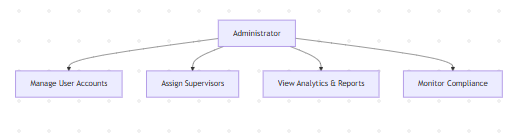 Administrator
Manage User Accounts
Assign Supervisors
View Analytics & Reports
Monitor Compliance